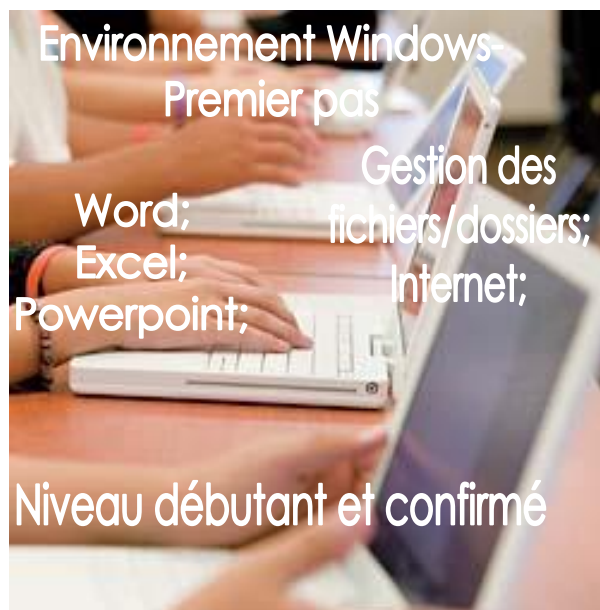 Environnement Windows-
Premier pas
Word;
Excel;
Powerpoint;
Gestion des
fichiers/dossiers;
Internet;
Niveau débutant et confirmé